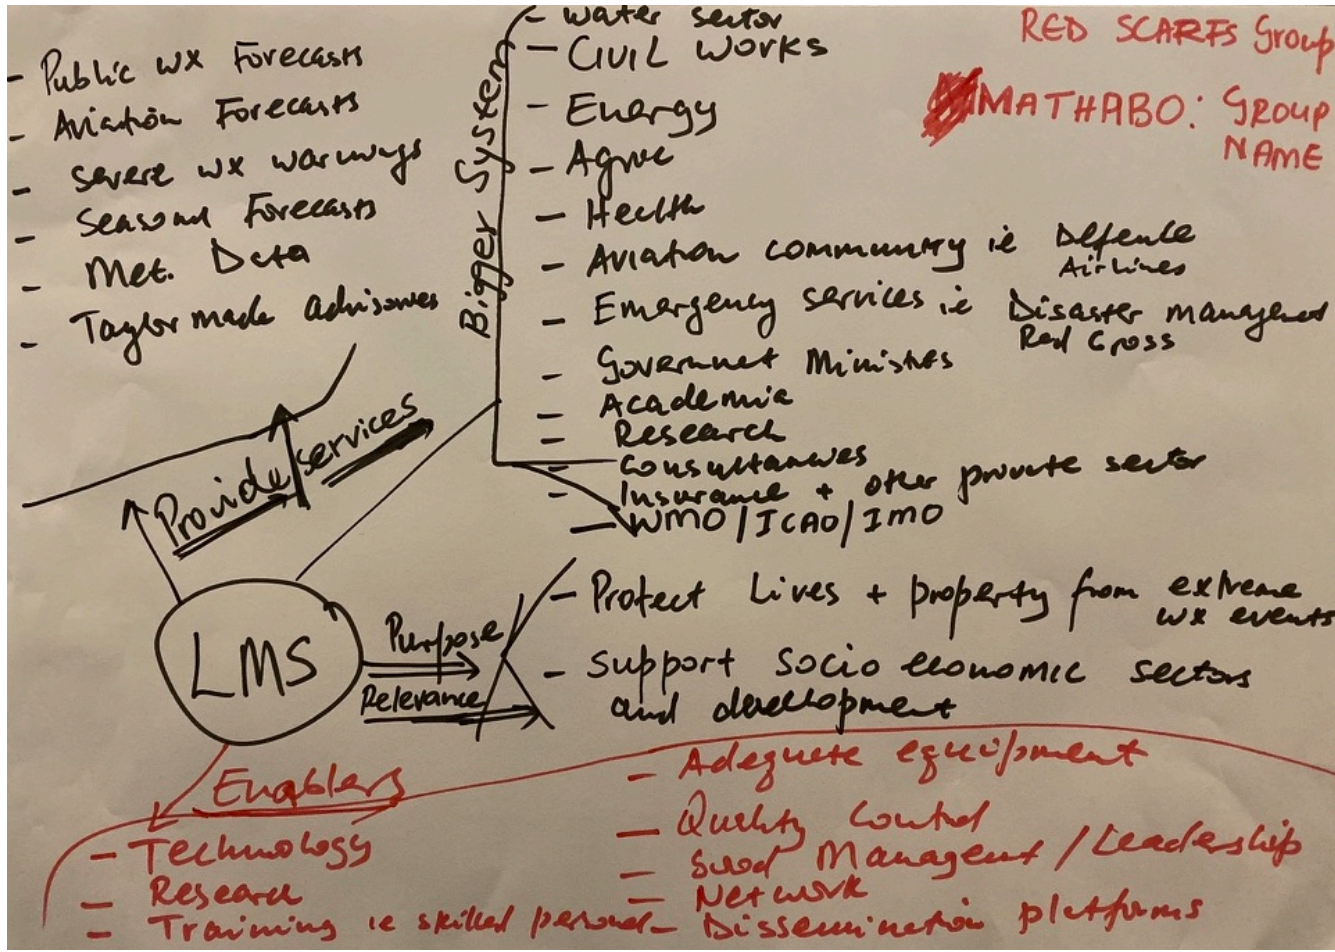 RED SCARFS Group
MATHABO: GROUP
NAME
- Public wx Forecasts
- Aviation Forecasts
- Severe wx warnings
- Seasonal Forecasts
- Met. Data
- Taylor made advisories
Provide services
Bigger System
- Water sector
- CIVIL WORKS
- Energy
- Agric
- Health
- Aviation community ie Defence
Airlines
- Emergency services ie Disaster management
Red Cross
- Government Ministries
- Academia
- Research
- Consultancies
- Insurance + other private sector
- WMO/ICAO/IMO
LMS
Purpose
Relevance
- Protect Lives + property from extreme
wx events
- Support Socio economic sectors
and development
Enablers
- Technology
- Research
- Training ie skilled personel
- Adequate equipment
- Quality Control
- Good Management/Leadership
- Network
- Dissemination platforms